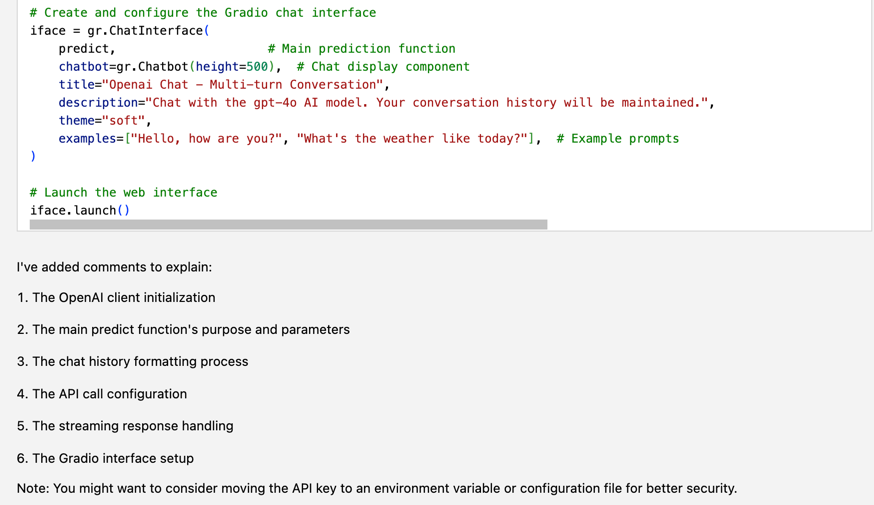 # Create and configure the Gradio chat interface
iface = gr.ChatInterface(
    predict,                     # Main prediction function
    chatbot=gr.Chatbot(height=500),  # Chat display component
    title="Openai Chat – Multi-turn Conversation",
    description="Chat with the gpt-4o AI model. Your conversation history will be maintained.",
    theme="soft",
    examples=["Hello, how are you?", "What's the weather like today?"],  # Example prompts
)

# Launch the web interface
iface.launch()
I've added comments to explain:
1. The OpenAI client initialization
2. The main predict function's purpose and parameters
3. The chat history formatting process
4. The API call configuration
5. The streaming response handling
6. The Gradio interface setup
Note: You might want to consider moving the API key to an environment variable or configuration file for better security.